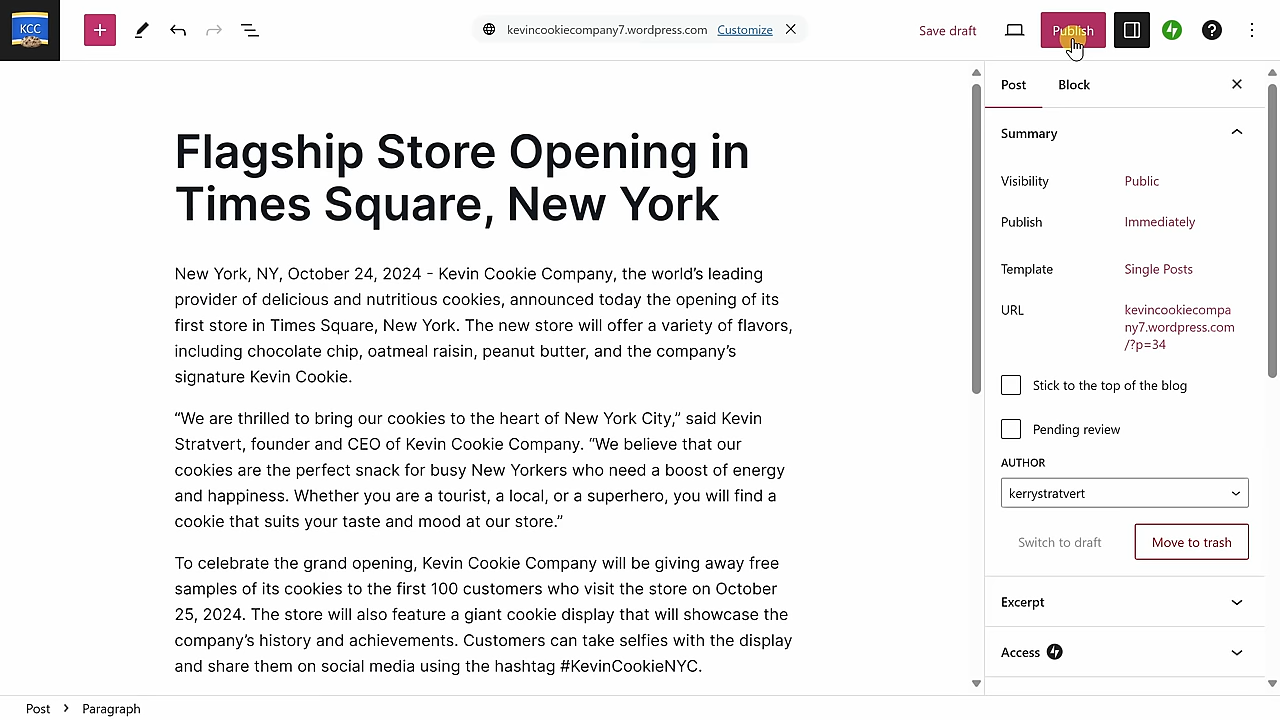 KCC
kevincookiecompany7.wordpress.com Customize
Save draft
Publish
Flagship Store Opening in
Times Square, New York
New York, NY, October 24, 2024 - Kevin Cookie Company, the world’s leading
provider of delicious and nutritious cookies, announced today the opening of its
first store in Times Square, New York. The new store will offer a variety of flavors,
including chocolate chip, oatmeal raisin, peanut butter, and the company’s
signature Kevin Cookie.
“We are thrilled to bring our cookies to the heart of New York City,” said Kevin
Stratvert, founder and CEO of Kevin Cookie Company. “We believe that our
cookies are the perfect snack for busy New Yorkers who need a boost of energy
and happiness. Whether you are a tourist, a local, or a superhero, you will find a
cookie that suits your taste and mood at our store.”
To celebrate the grand opening, Kevin Cookie Company will be giving away free
samples of its cookies to the first 100 customers who visit the store on October
25, 2024. The store will also feature a giant cookie display that will showcase the
company’s history and achievements. Customers can take selfies with the display
and share them on social media using the hashtag #KevinCookieNYC.
Post Block
Summary
Visibility Public
Publish Immediately
Template Single Posts
URL kevincookiecompa
ny7.wordpress.com
/?p=34
Stick to the top of the blog
Pending review
AUTHOR
kerrystratvert
Switch to draft Move to trash
Excerpt
Access
Post > Paragraph